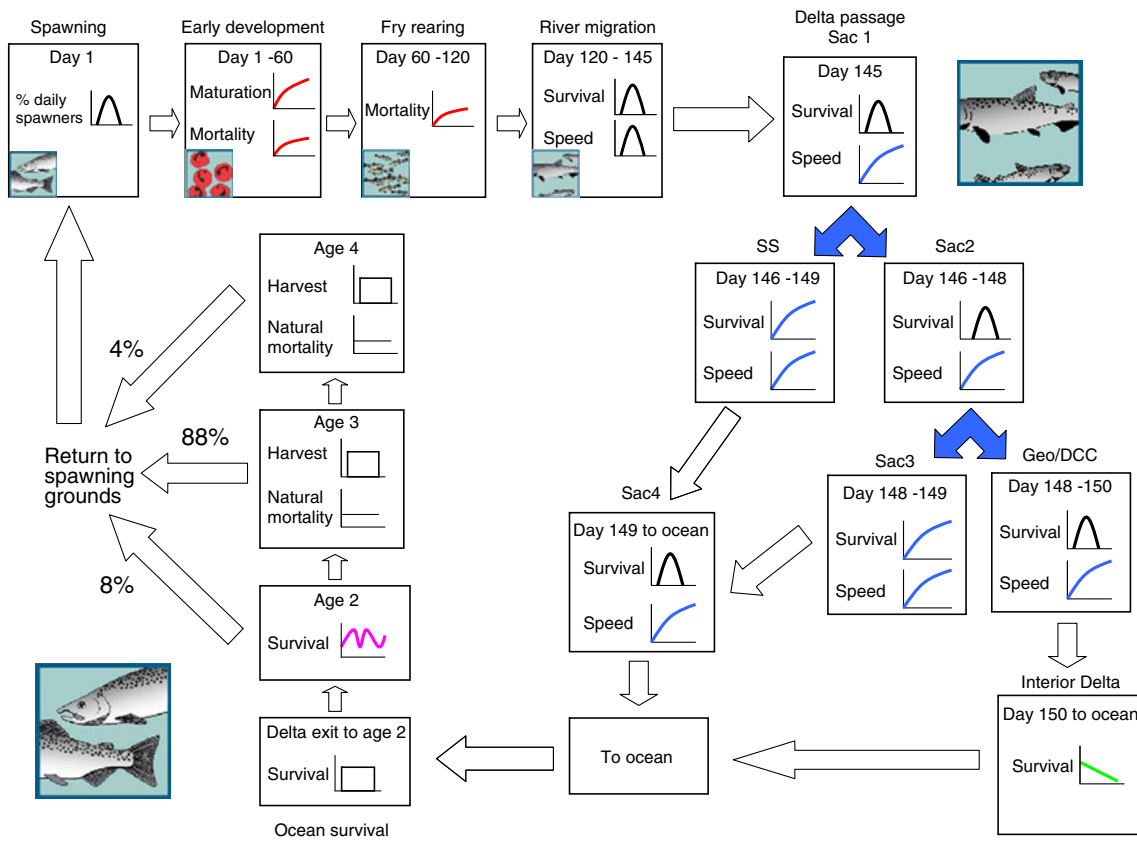 Spawning
Day 1
% daily
spawners
Early development
Day 1 -60
Maturation
Mortality
Fry rearing
Day 60 -120
Mortality
River migration
Day 120 - 145
Survival
Speed
Delta passage
Sac 1
Day 145
Survival
Speed
SS
Day 146 -149
Survival
Speed
Sac2
Day 146 -148
Survival
Speed
Sac3
Day 148 -149
Survival
Speed
Geo/DCC
Day 148 -150
Survival
Speed
Sac4
Day 149 to ocean
Survival
Speed
Interior Delta
Day 150 to ocean
Survival
To ocean
Delta exit to age 2
Survival
Ocean survival
Age 2
Survival
Age 3
Harvest
Natural
mortality
Age 4
Harvest
Natural
mortality
4%
88%
8%
Return to
spawning
grounds